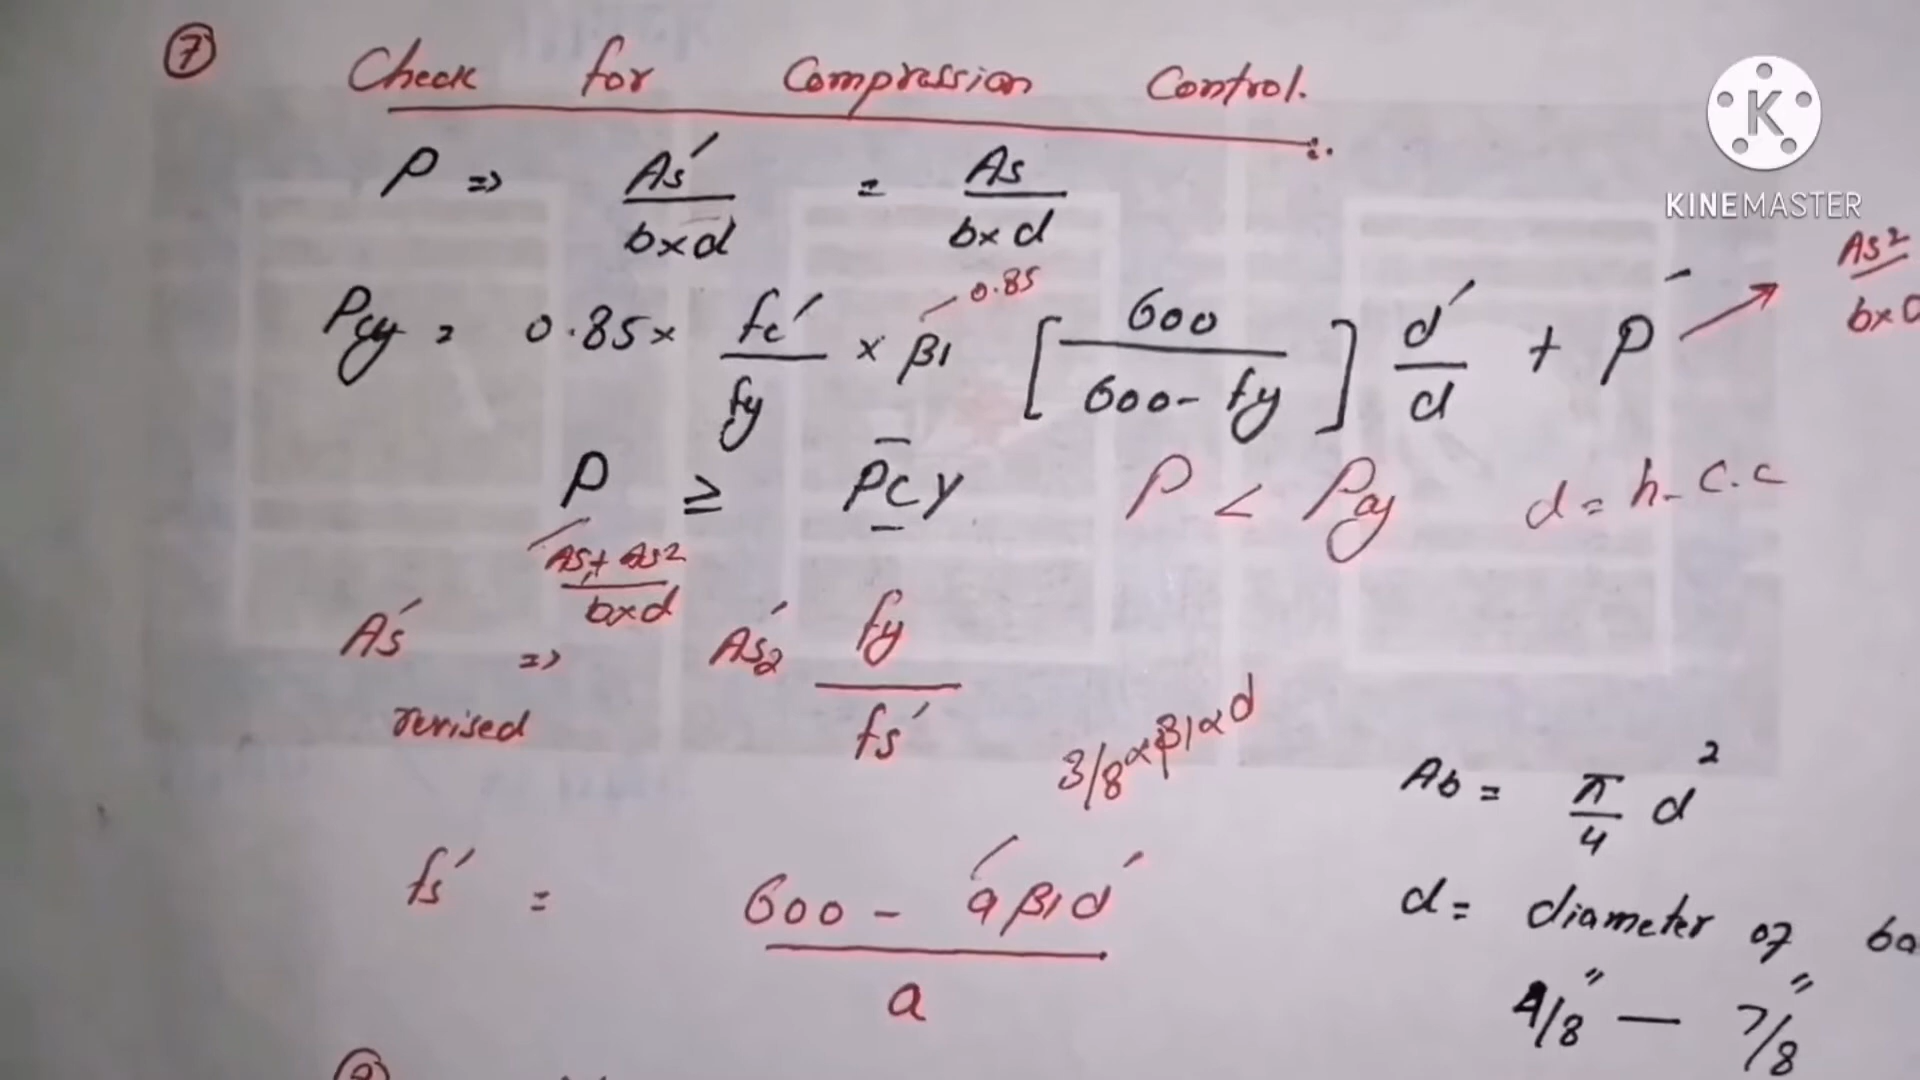 7 Check for Compression Control.
ρ => As' / b×d = As / b×d
ρcy = 0.85 × fc' / fy × β1 [ 600 / 600 - fy ] d' / d + ρ'
0.85
As2 / b×d
ρ ≥ ρcy ρ < ρcy d = h - c.c
As1 + As2 / b×d
As' => As2' fy / fs'
revised
3/8 × β1 × d
fs' = 600 - a β1 d' / a
Ab = π/4 d²
d = diameter of ba
4/8" — 7/8"
K
KINEMASTER